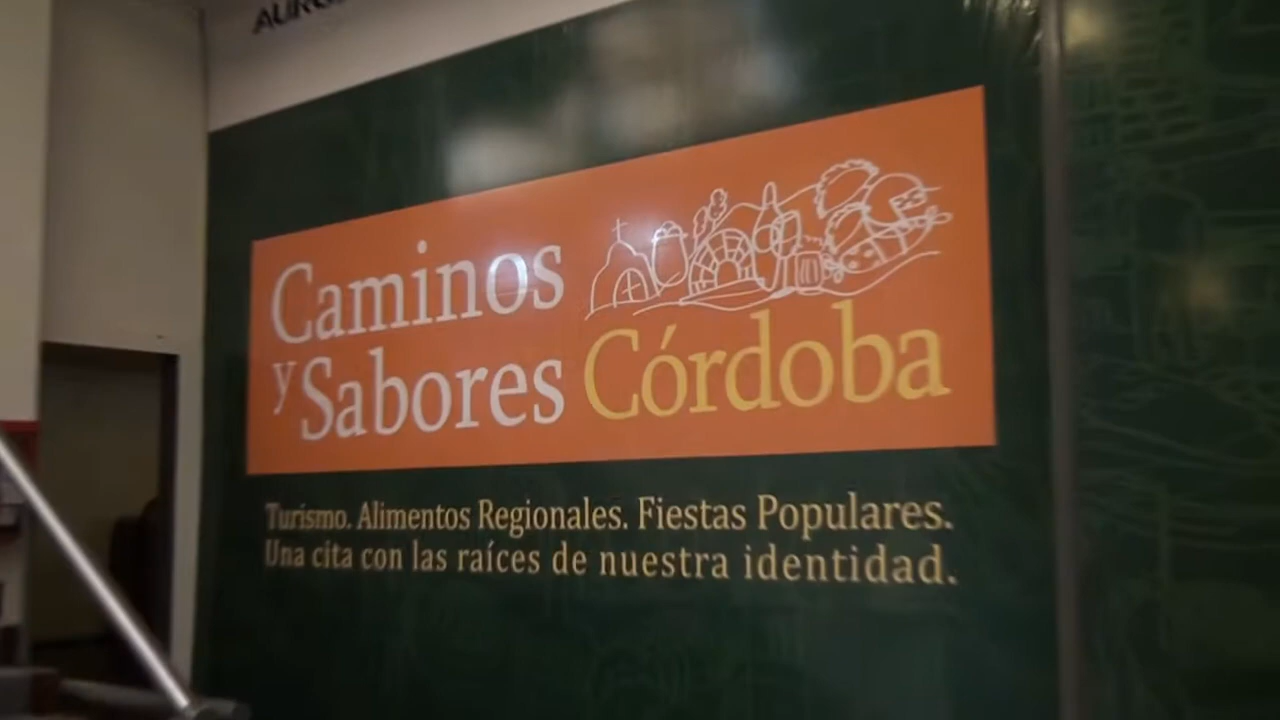 Caminos
y Sabores Córdoba
Turismo. Alimentos Regionales. Fiestas Populares.
Una cita con las raíces de nuestra identidad.